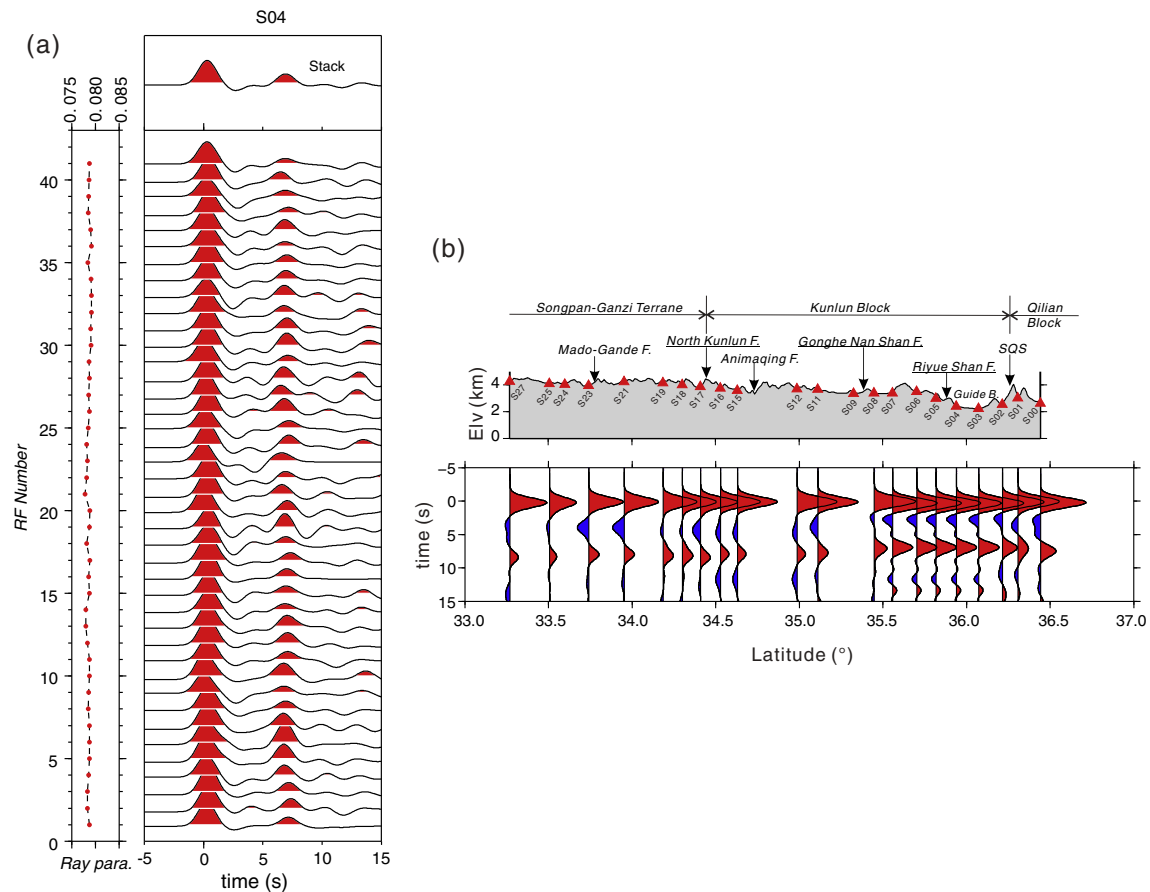 S04
(a)
0.075
0.080
0.085
Stack
RF Number
40
35
30
25
20
15
10
5
0
Ray para.
-5
0
5
10
15
time (s)
(b)
Songpan-Ganzi Terrane
Kunlun Block
Qilian
Block
Mado-Gande F.
North Kunlun F.
Animaqing F.
Gonghe Nan Shan F.
Riyue Shan F.
SQS
Guide B.
Elv (km)
4
2
0
S27
S25
S24
S23
S21
S19
S18
S17
S16
S15
S12
S11
S09
S08
S07
S06
S05
S04
S03
S02
S01
S00
time (s)
−5
0
5
10
15
33.0
33.5
34.0
34.5
35.0
35.5
36.0
36.5
37.0
Latitude (°)